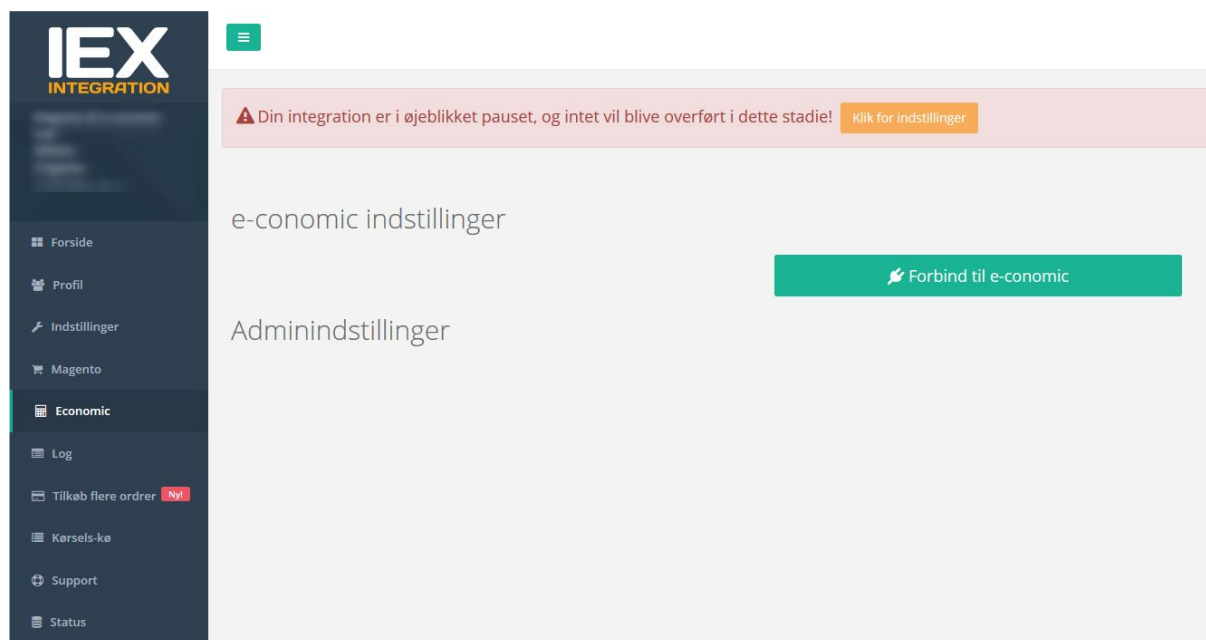 IEX
INTEGRATION
Din integration er i øjeblikket pauset, og intet vil blive overført i dette stadie! Klik for indstillinger
e-conomic indstillinger
Forbind til e-conomic
Adminindstillinger
Forside
Profil
Indstillinger
Magento
Economic
Log
Tilkøb flere ordrer Ny!
Kørsels-kø
Support
Status